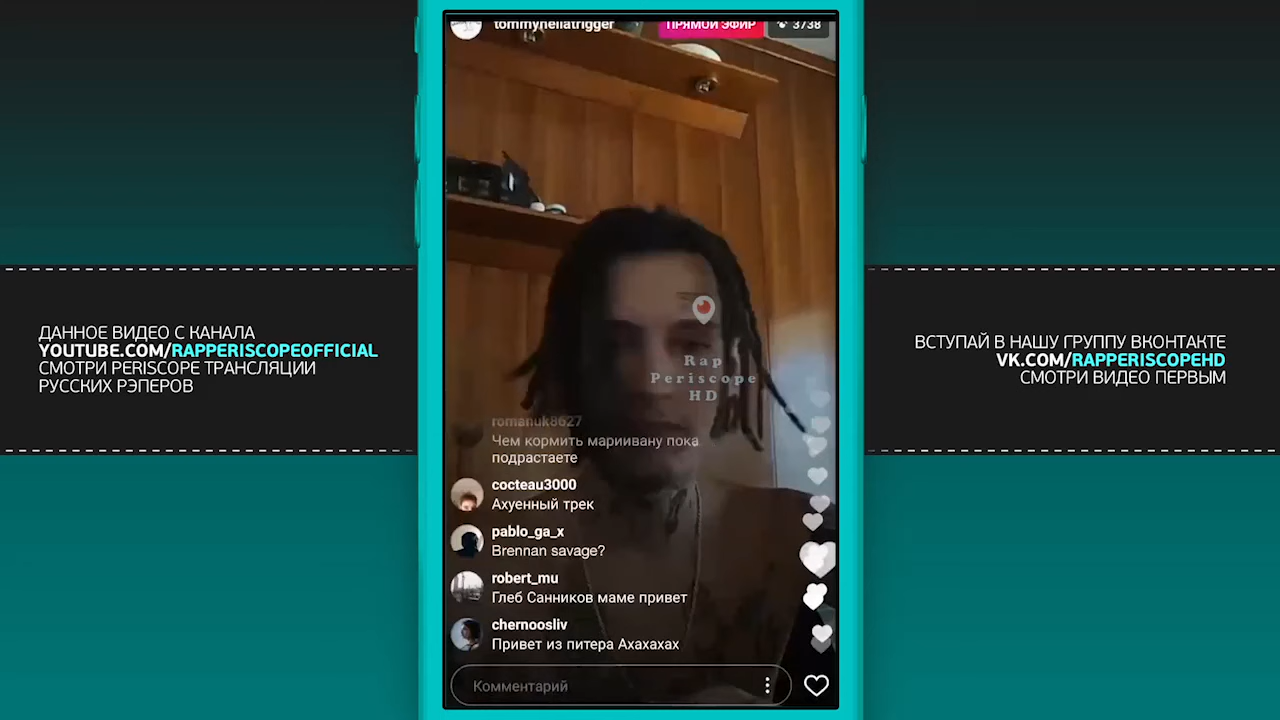 tommyhellatrigger
ПРЯМОЙ ЭФИР
3738
ДАННОЕ ВИДЕО С КАНАЛА
YOUTUBE.COM/RAPPERISCOPEOFFICIAL
СМОТРИ PERISCOPE ТРАНСЛЯЦИИ
РУССКИХ РЭПЕРОВ
ВСТУПАЙ В НАШУ ГРУППУ ВКОНТАКТЕ
VK.COM/RAPPERISCOPEHD
СМОТРИ ВИДЕО ПЕРВЫМ
Rap
Periscope
HD
romanuk8627
Чем кормить мариивану пока
подрастаете
cocteau3000
Ахуенный трек
pablo_ga_x
Brennan savage?
robert_mu
Глеб Санников маме привет
chernoosliv
Привет из питера Ахахахах
Комментарий